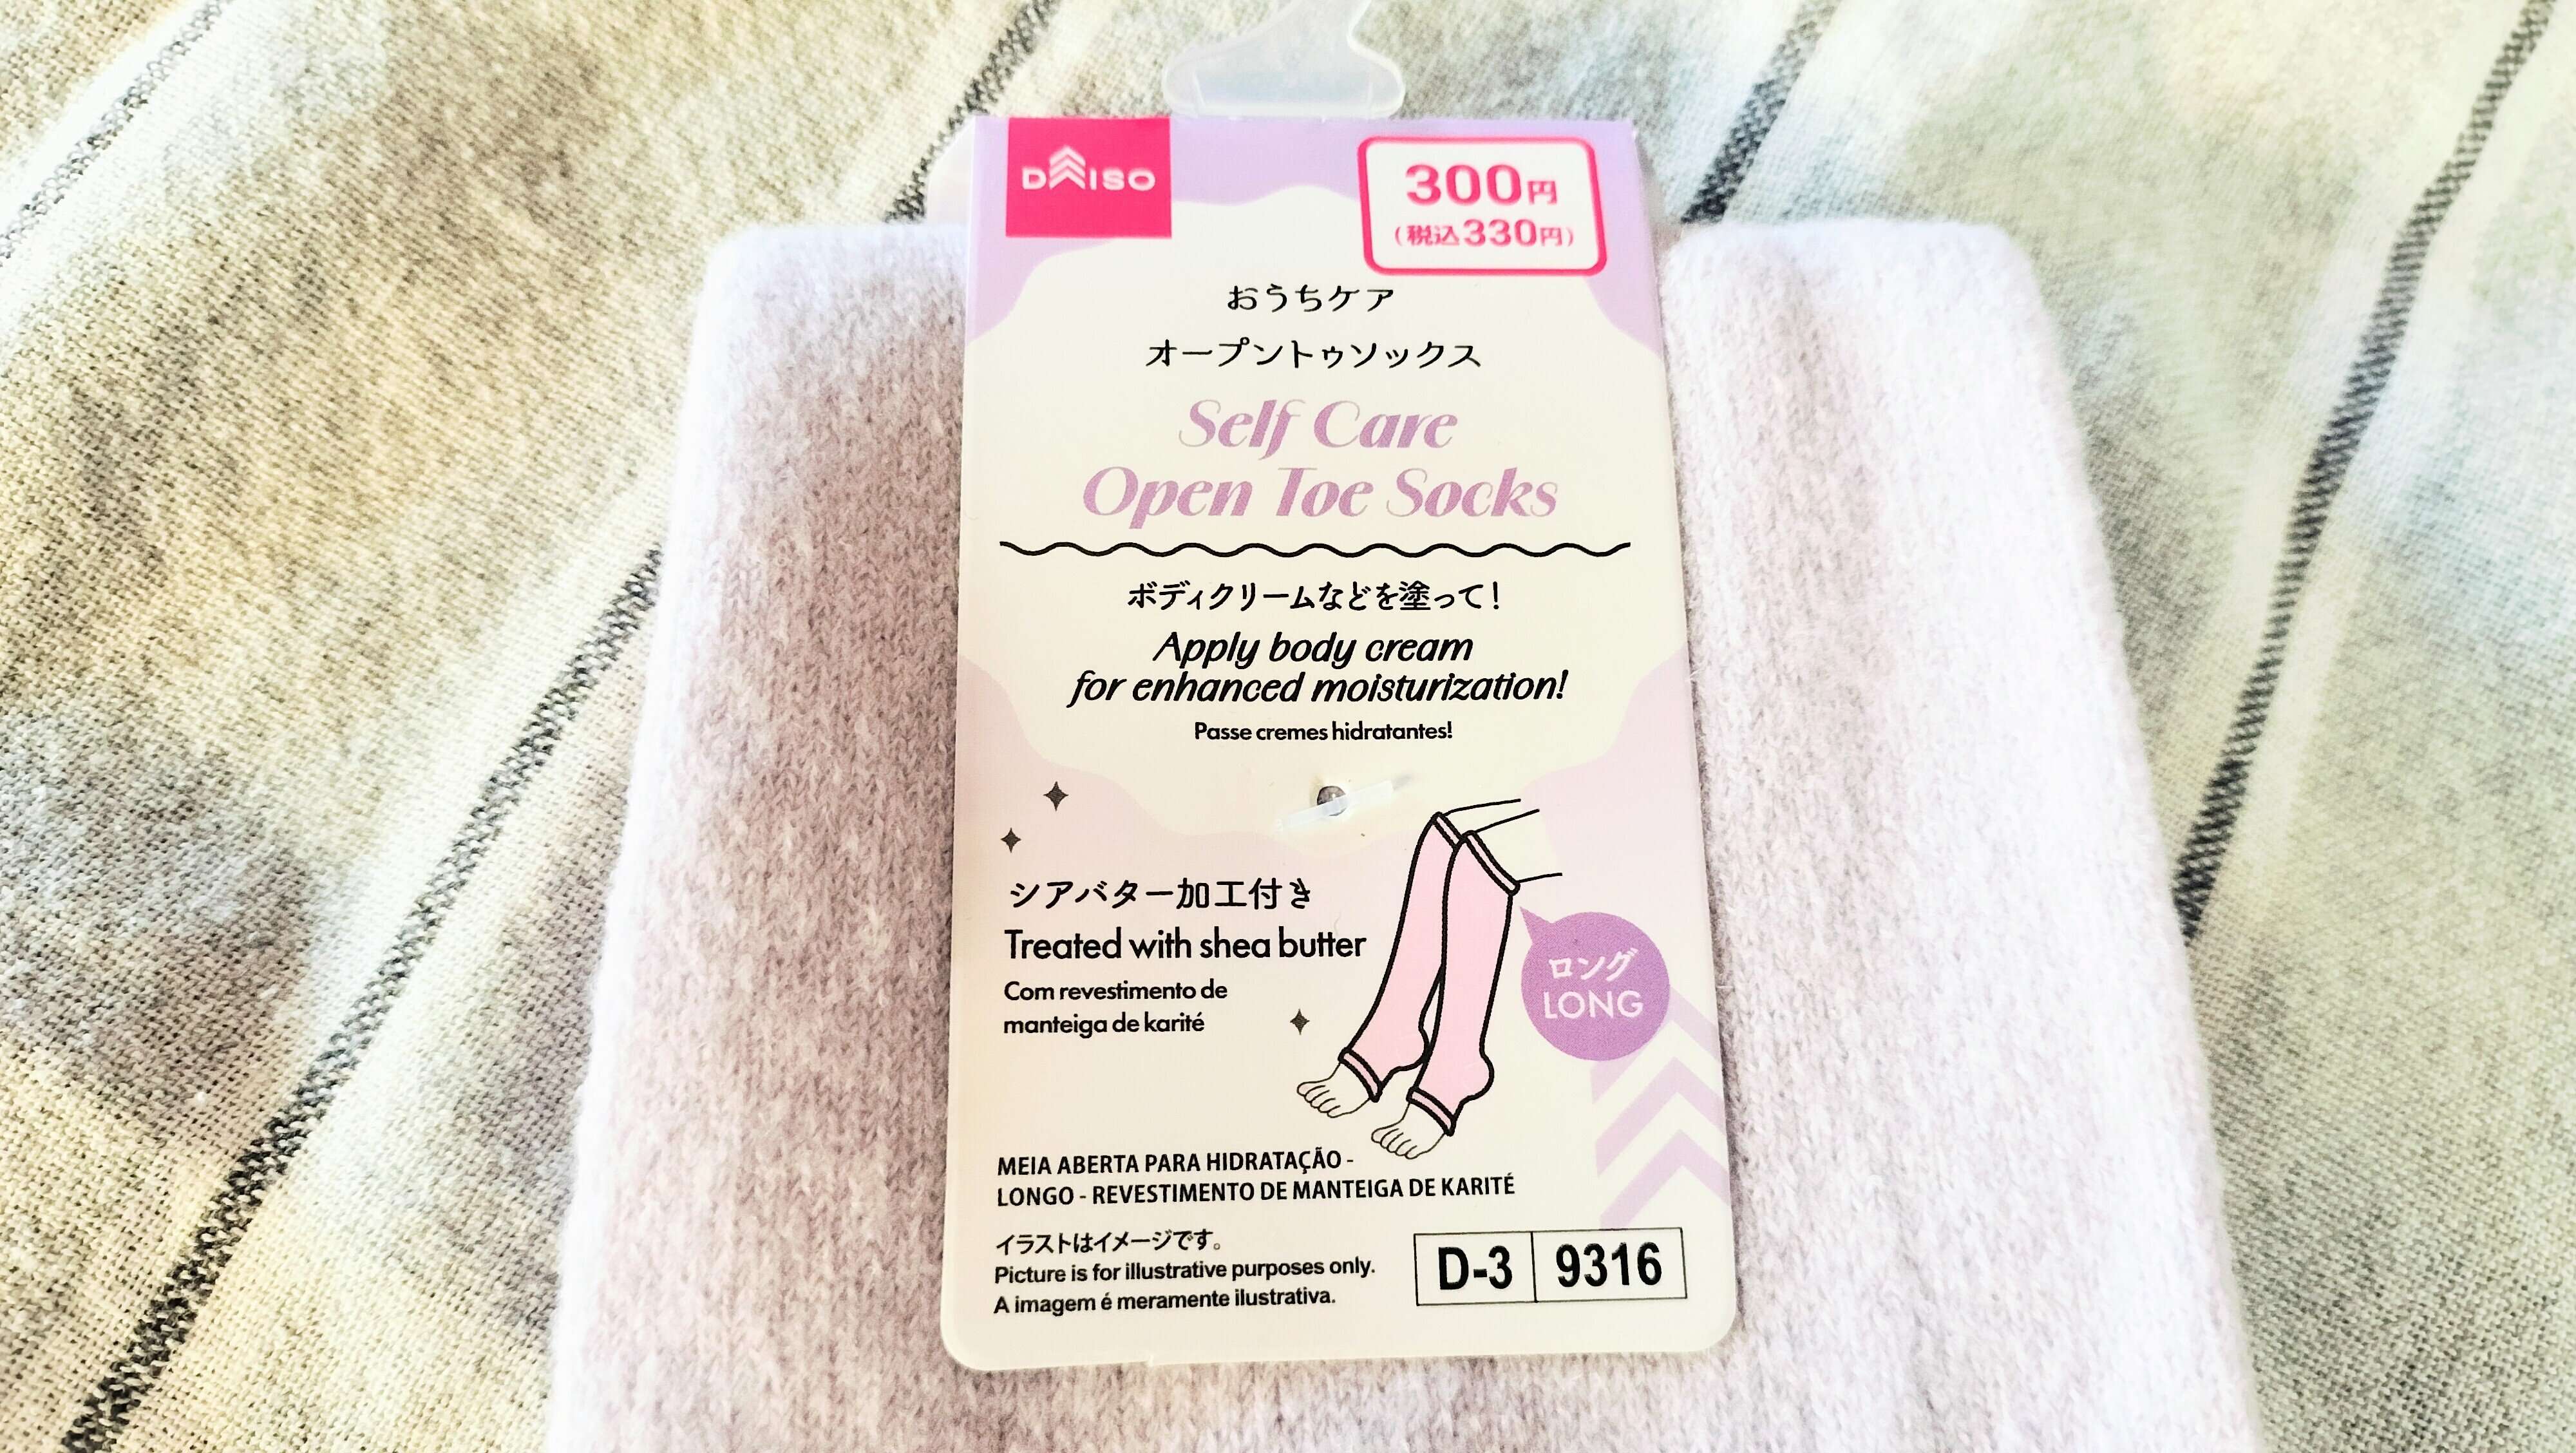 DAISO
300円
(税込330円)
おうちケア
オープントゥソックス
Self Care
Open Toe Socks
ボディクリームなどを塗って!
Apply body cream
for enhanced moisturization!
Passe cremes hidratantes!
シアバター加工付き
Treated with shea butter
Com revestimento de
manteiga de karité
ロング
LONG
MEIA ABERTA PARA HIDRATAÇÃO -
LONGO - REVESTIMENTO DE MANTEIGA DE KARITÉ
イラストはイメージです。
Picture is for illustrative purposes only.
A imagem é meramente ilustrativa.
D-3 9316